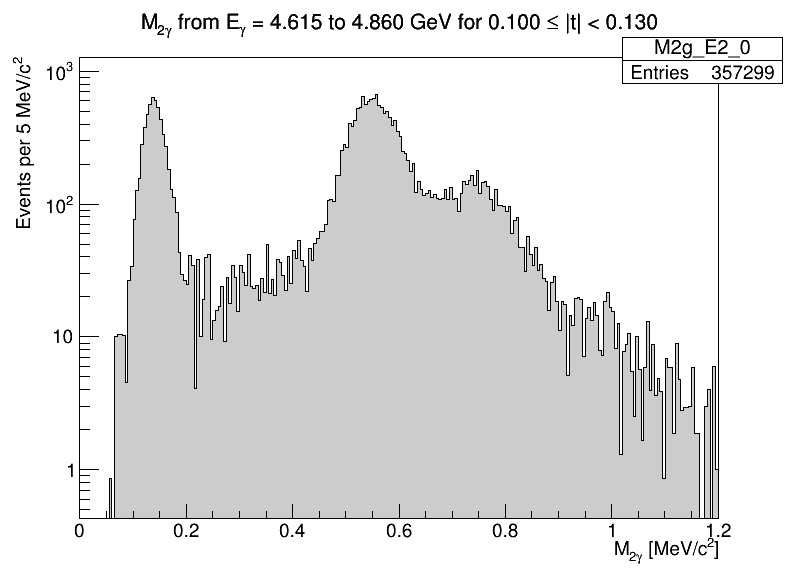 M2γ from Eγ = 4.615 to 4.860 GeV for 0.100 ≤ |t| < 0.130
M2g_E2_0
Entries 357299
Events per 5 MeV/c²
10³
10²
10
1
0 0.2 0.4 0.6 0.8 1 1.2
M2γ [MeV/c²]